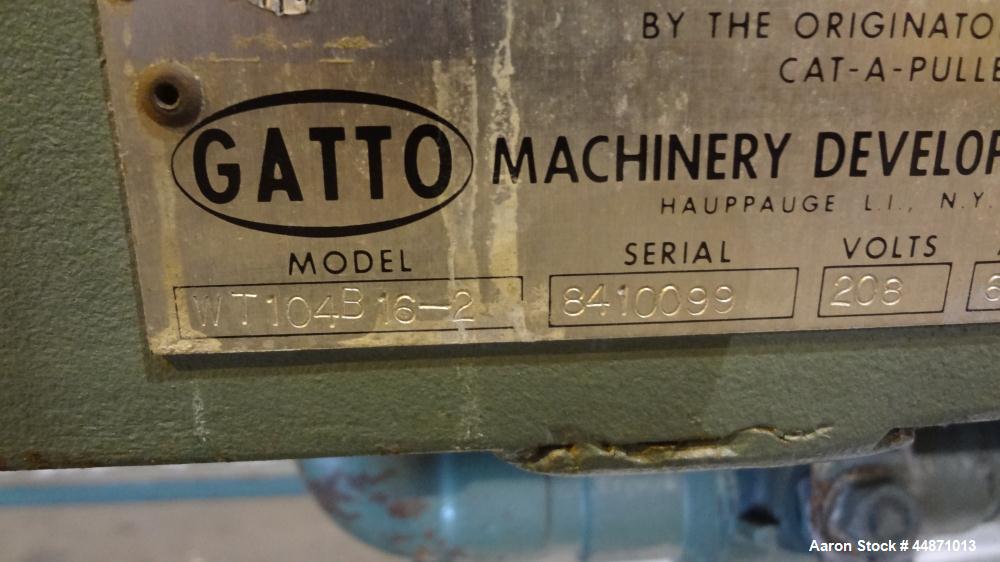 BY THE ORIGINATO
CAT-A-PULLE
GATTO MACHINERY DEVELOP
HAUPPAUGE L.I., N.Y.
MODEL SERIAL VOLTS
WT104B16-2 8410099 208 6
Aaron Stock # 44871013